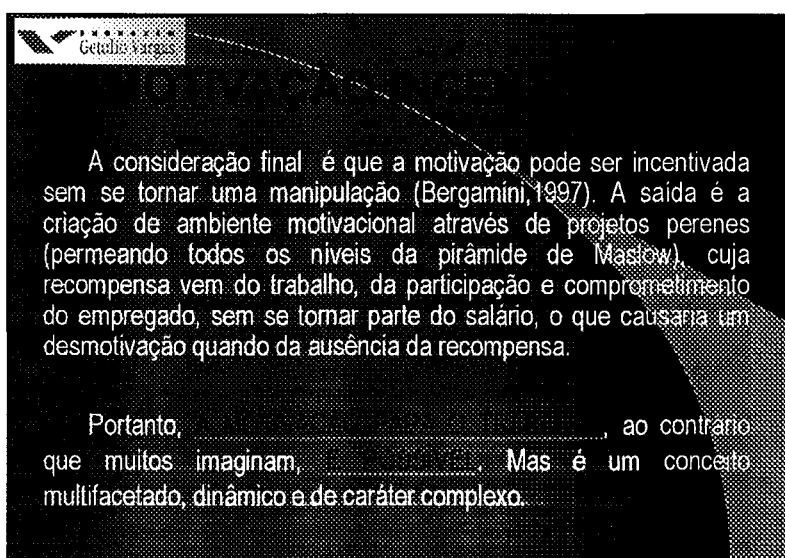 Getulio Vargas
A consideração final é que a motivação pode ser incentivada
sem se tornar uma manipulação (Bergamini,1997). A saída é a
criação de ambiente motivacional através de projetos perenes
(permeando todos os níveis da pirâmide de Maslow), cuja
recompensa vem do trabalho, da participação e comprometimento
do empregado, sem se tornar parte do salário, o que causaria um
desmotivação quando da ausência da recompensa.
Portanto, , ao contrario
que muitos imaginam, . Mas é um conceito
multifacetado, dinâmico e de caráter complexo.